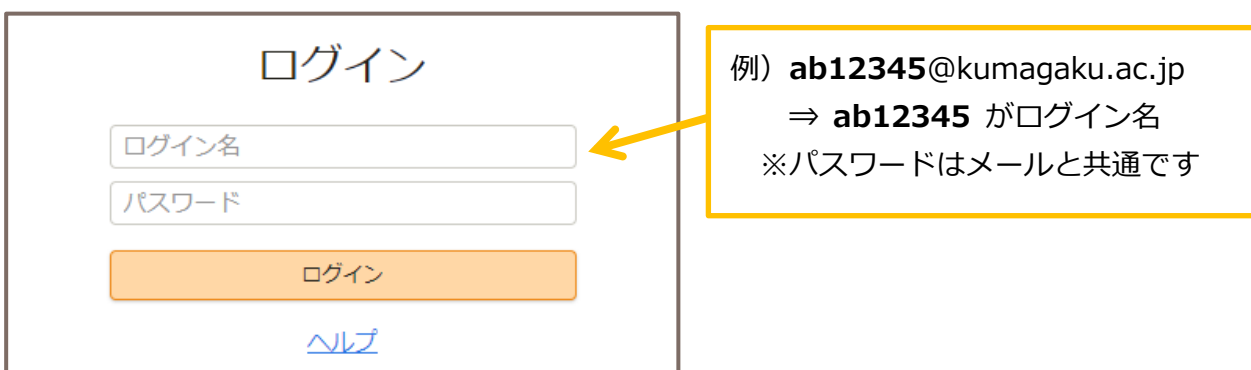 ログイン
ログイン名
パスワード
ログイン
ヘルプ
例）ab12345@kumagaku.ac.jp
⇒ ab12345 がログイン名
※パスワードはメールと共通です